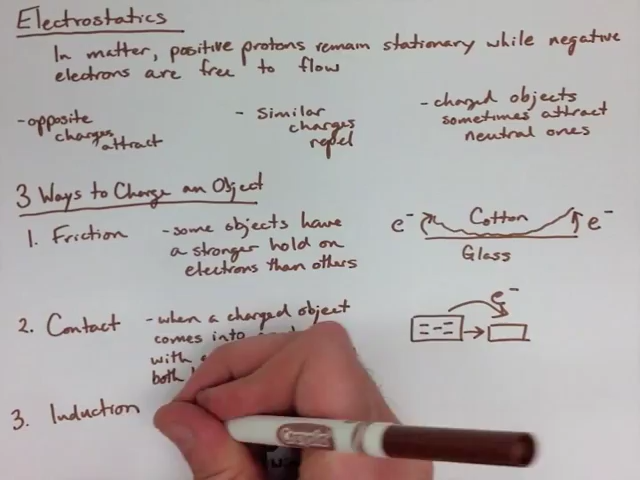 Electrostatics
In matter, positive protons remain stationary while negative
electrons are free to flow
-opposite
charges
attract
- Similar
charges
repel
- charged objects
sometimes attract
neutral ones
3 Ways to Charge an Object
1. Friction
-some objects have
a stronger hold on
electrons than others
e⁻ Cotton e⁻
Glass
2. Contact
-when a charged object
comes into
with
both
e⁻
3. Induction